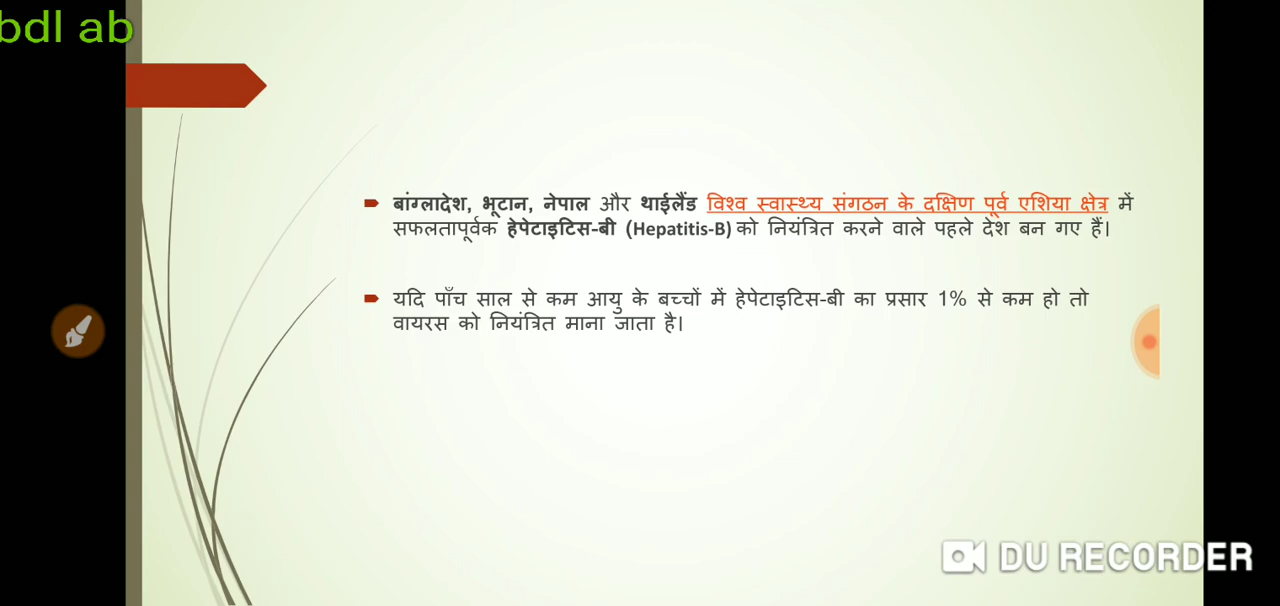 bdl ab
बांग्लादेश, भूटान, नेपाल और थाईलैंड विश्व स्वास्थ्य संगठन के दक्षिण पूर्व एशिया क्षेत्र में
सफलतापूर्वक हेपेटाइटिस-बी (Hepatitis-B) को नियंत्रित करने वाले पहले देश बन गए हैं।
यदि पाँच साल से कम आयु के बच्चों में हेपेटाइटिस-बी का प्रसार 1% से कम हो तो
वायरस को नियंत्रित माना जाता है।
DU RECORDER